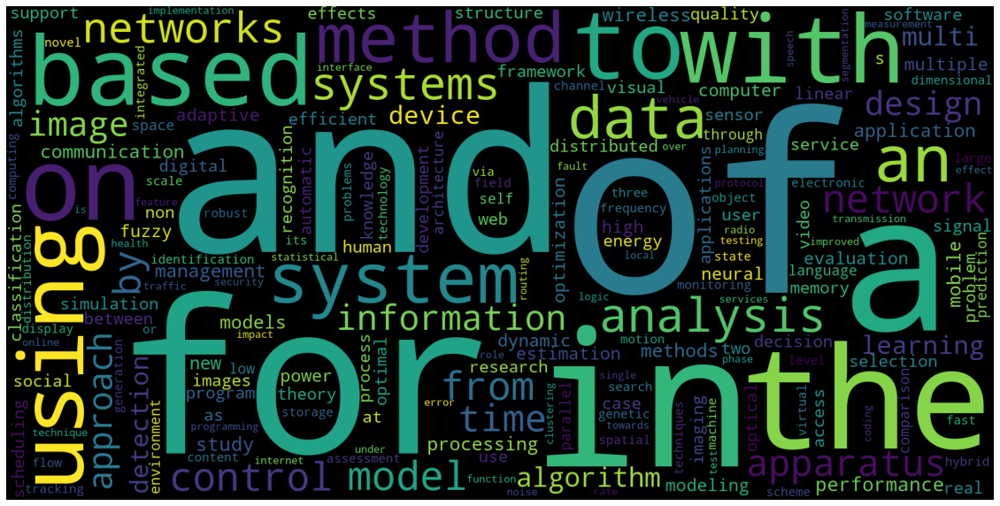 support
implementation
effects
structure
wireless
quality
software
measurement
novel
networks
method
to
with
multi
algorithms
integrated
based
interface
framework
speech
segmentation
s
multiple
systems
channel
visual
vehicle
computer
linear
dimensional
image
adaptive
efficient
device
data
sensor
through
design
space
communication
distributed
over
service
application
computing
on
digital
recognition
automatic
problems
knowledge
via
field
technology
self
web
development
architecture
and
fault
of
planning
protocol
object
electronic
an
large
effect
scale
is
feature
non
robust
its
three
frequency
applications
user
network
using
fuzzy
health
human
optimization
high
energy
radio
testing
state
video
transmission
signal
improved
a
classification
distribution
identification
statistical
local
neural
language
evaluation
by
management
traffic
security
system
routing
monitoring
memory
mobile
problem
prediction
simulation
logic
services
between
models
information
analysis
display
or
online
impact
for
dynamic
motion
decision
learning
approach
generation
new
low
process
optimal
role
estimation
methods
two
level
selection
social
images
power
research
in
single
phase
the
detection
program
theory
from
search
case
scheduling
as
storage
at
error
time
clustering
parallel
genetic
towards
imaging
optical
virtual
access
comparison
coding
fast
technique
environment
study
programming
processing
spatial
techniques
test
machine
content
internet
under
use
apparatus
hybrid
flow
tracking
control
assessment
model
function
algorithm
noise
rate
modeling
scheme
performance
real